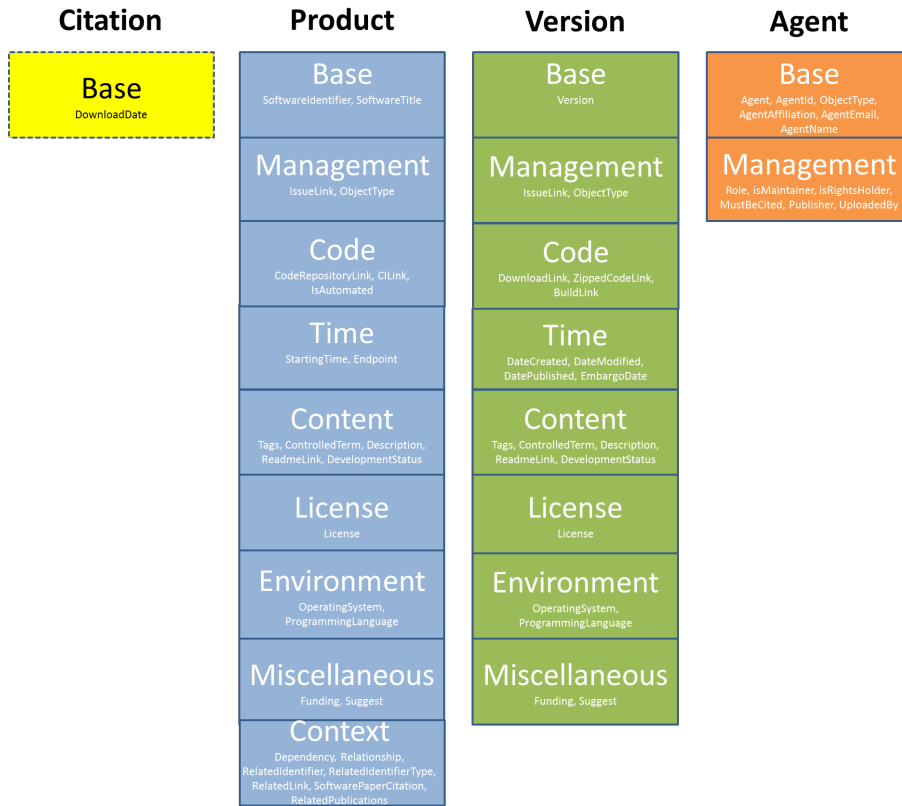 Citation
Base
DownloadDate
Product
Base
SoftwareIdentifier, SoftwareTitle
Management
IssueLink, ObjectType
Code
CodeRepositoryLink, CILink,
IsAutomated
Time
StartingTime, Endpoint
Content
Tags, ControlledTerm, Description,
ReadmeLink, DevelopmentStatus
License
License
Environment
OperatingSystem,
ProgrammingLanguage
Miscellaneous
Funding, Suggest
Context
Dependency, Relationship,
RelatedIdentifier, RelatedIdentifierType,
RelatedLink, SoftwarePaperCitation,
RelatedPublications
Version
Base
Version
Management
IssueLink, ObjectType
Code
DownloadLink, ZippedCodeLink,
BuildLink
Time
DateCreated, DateModified,
DatePublished, EmbargoDate
Content
Tags, ControlledTerm, Description,
ReadmeLink, DevelopmentStatus
License
License
Environment
OperatingSystem,
ProgrammingLanguage
Miscellaneous
Funding, Suggest
Agent
Base
Agent, AgentId, ObjectType,
AgentAffiliation, AgentEmail,
AgentName
Management
Role, isMaintainer, isRightsHolder,
MustBeCited, Publisher, UploadedBy